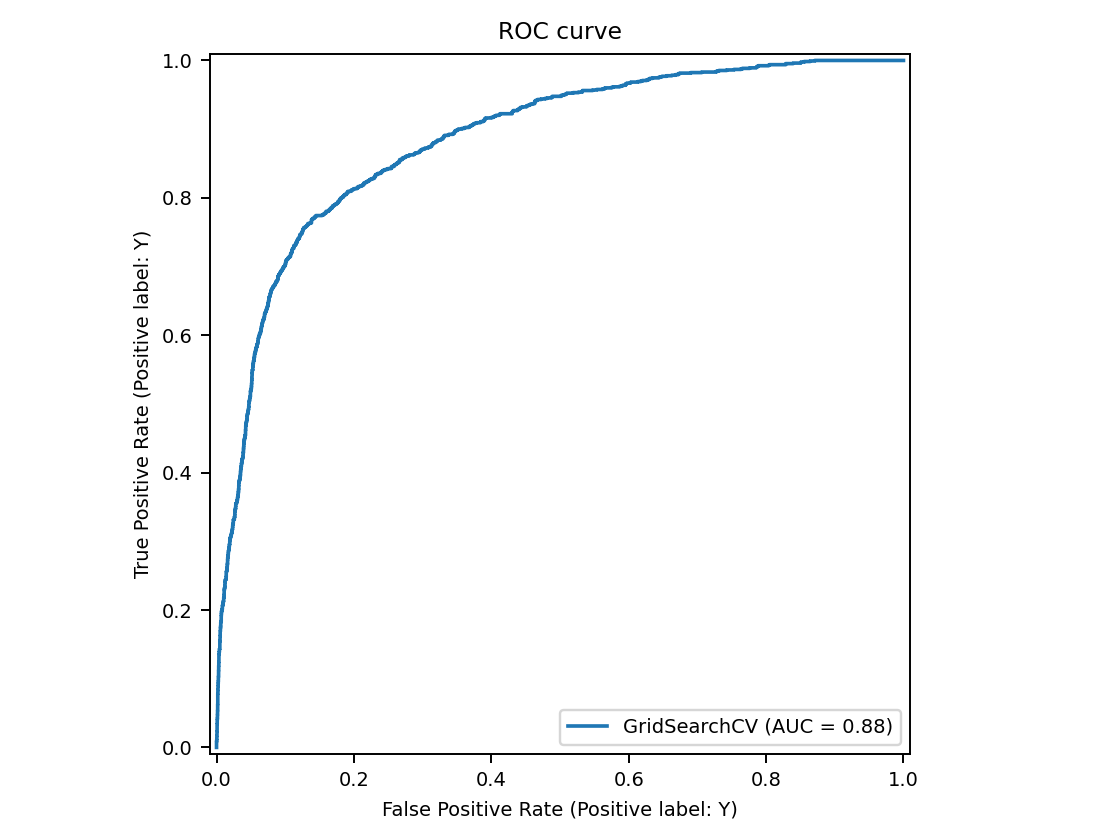 ROC curve
1.0
0.8
0.6
0.4
0.2
0.0
True Positive Rate (Positive label: Y)
GridSearchCV (AUC = 0.88)
0.0 0.2 0.4 0.6 0.8 1.0
False Positive Rate (Positive label: Y)